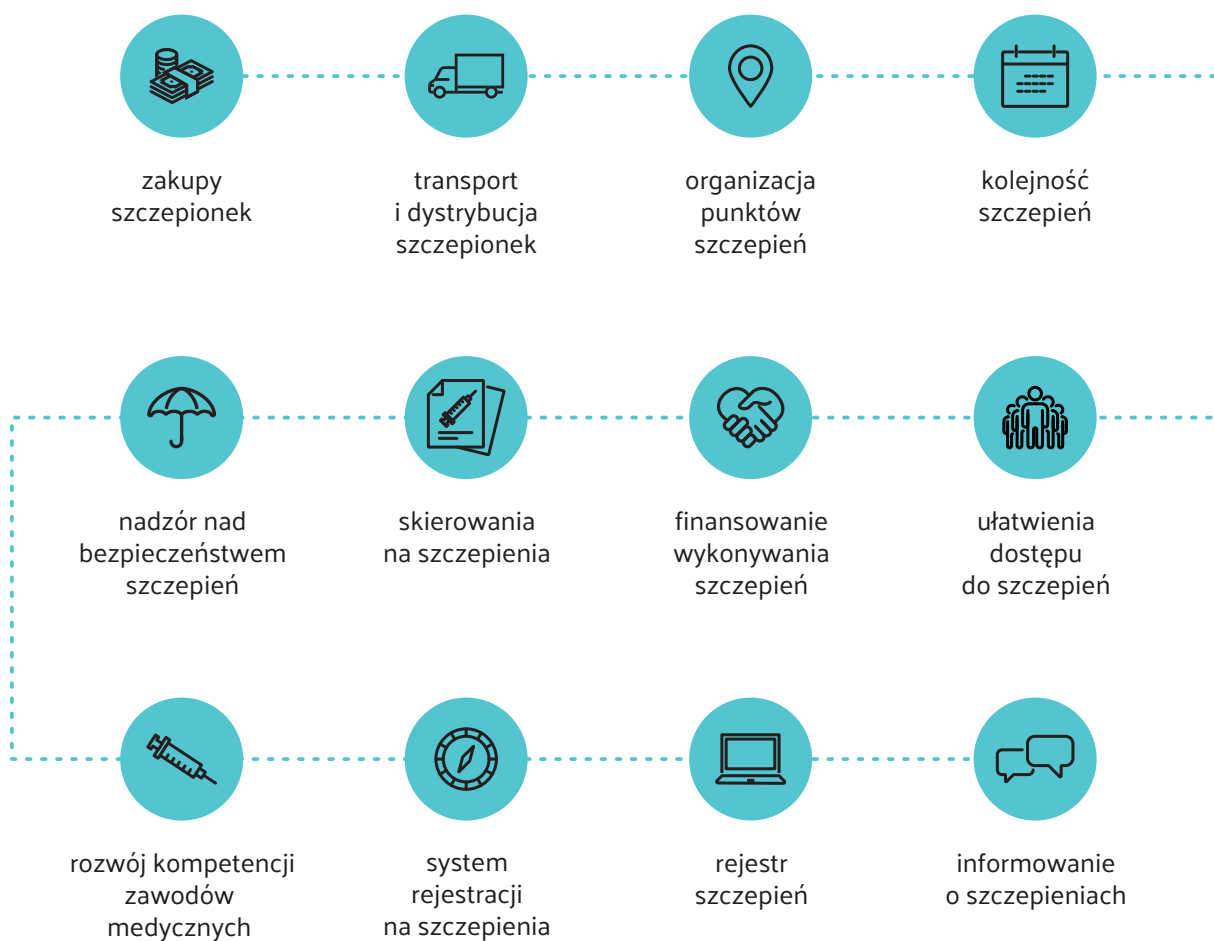 zakupy
szczepionek
transport
i dystrybucja
szczepionek
organizacja
punktów
szczepień
kolejność
szczepień
nadzór nad
bezpieczeństwem
szczepień
skierowania
na szczepienia
finansowanie
wykonywania
szczepień
ułatwienia
dostępu
do szczepień
rozwój kompetencji
zawodów
medycznych
system
rejestracji
na szczepienia
rejestr
szczepień
informowanie
o szczepieniach